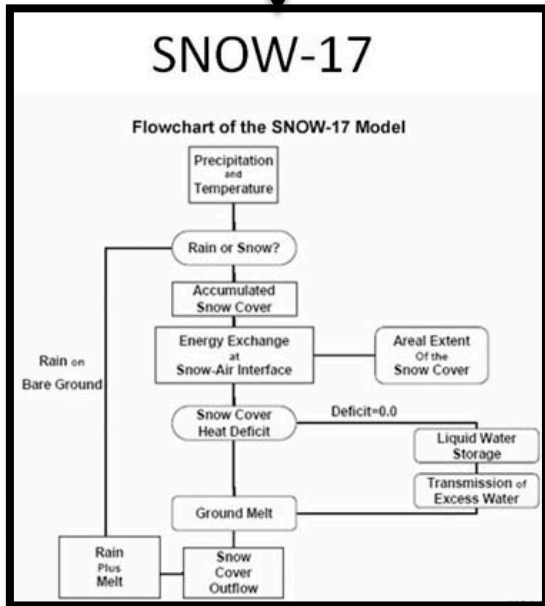 SNOW-17
Flowchart of the SNOW-17 Model
Precipitation
and
Temperature
Rain or Snow?
Accumulated
Snow Cover
Energy Exchange
at
Snow-Air Interface
Areal Extent
Of the
Snow Cover
Rain on
Bare Ground
Snow Cover
Heat Deficit
Deficit=0.0
Liquid Water
Storage
Transmission of
Excess Water
Ground Melt
Rain
Plus
Melt
Snow
Cover
Outflow